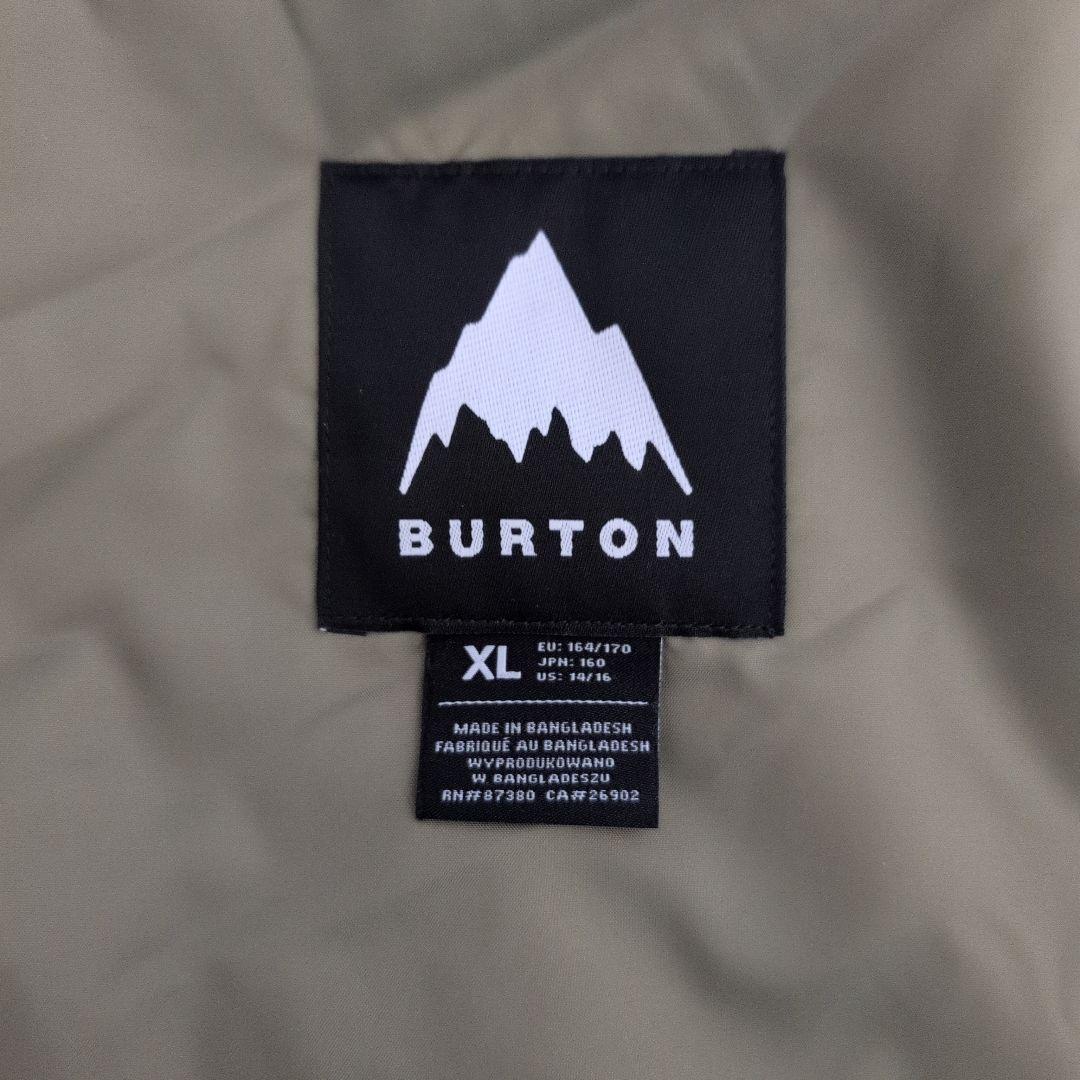 BURTON
XL
EU: 164/170
JPN: 160
US: 14/16
MADE IN BANGLADESH
FABRIQUÉ AU BANGLADESH
WYPRODUKOWANO
W BANGLADESZU
RN#87380 CA#26902